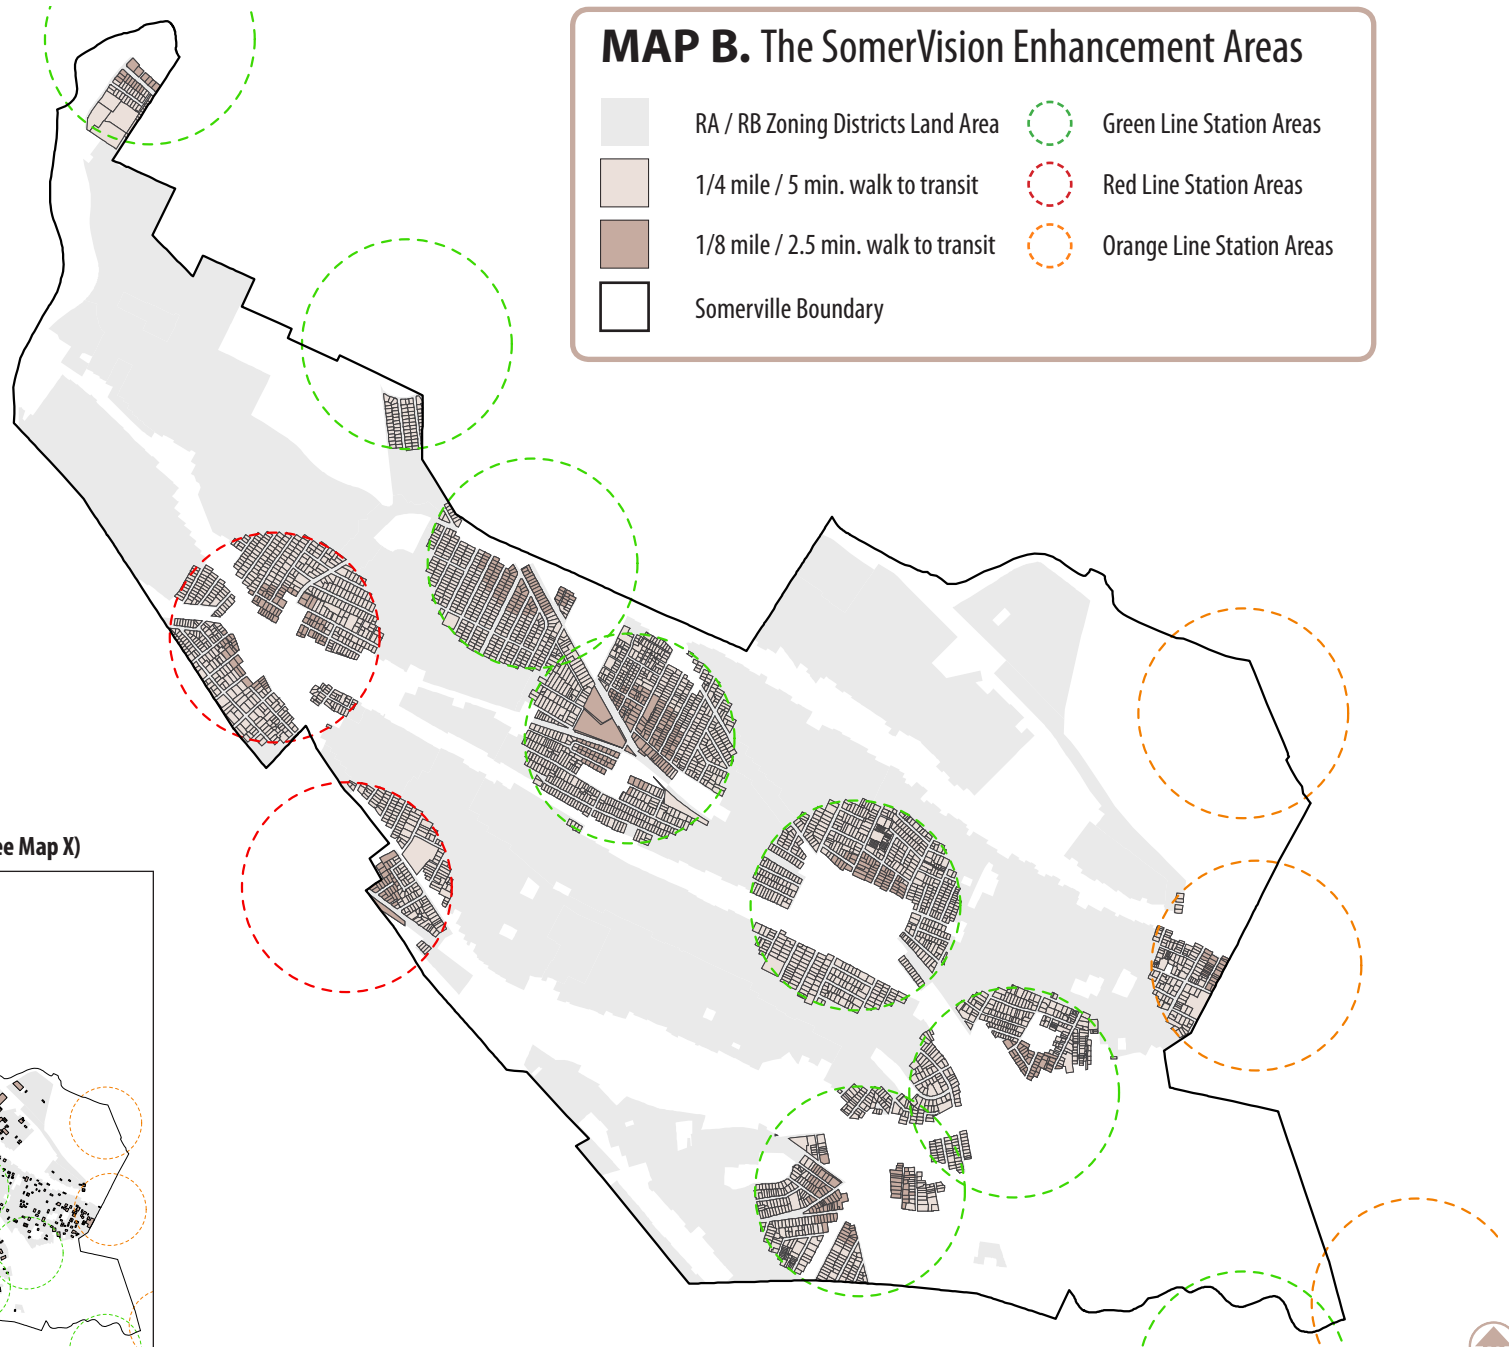 MAP B. The SomerVision Enhancement Areas
RA / RB Zoning Districts Land Area
Green Line Station Areas
1/4 mile / 5 min. walk to transit
Red Line Station Areas
1/8 mile / 2.5 min. walk to transit
Orange Line Station Areas
Somerville Boundary
ee Map X)